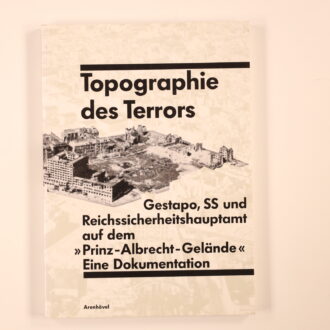 Topographie
des Terrors
Gestapo, SS und
Reichssicherheitshauptamt
auf dem
»Prinz-Albrecht-Gelände«
Eine Dokumentation
Arenhövel